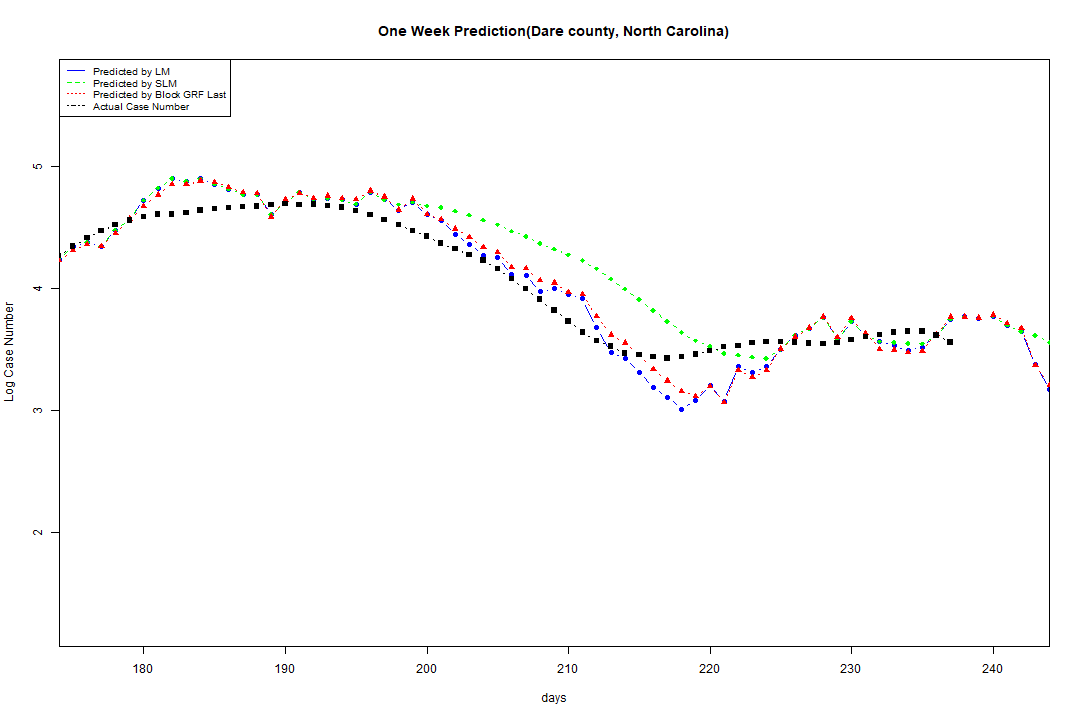 One Week Prediction(Dare county, North Carolina)
Predicted by LM
Predicted by SLM
Predicted by Block GRF Last
Actual Case Number
5
4
3
2
Log Case Number
180 190 200 210 220 230 240
days